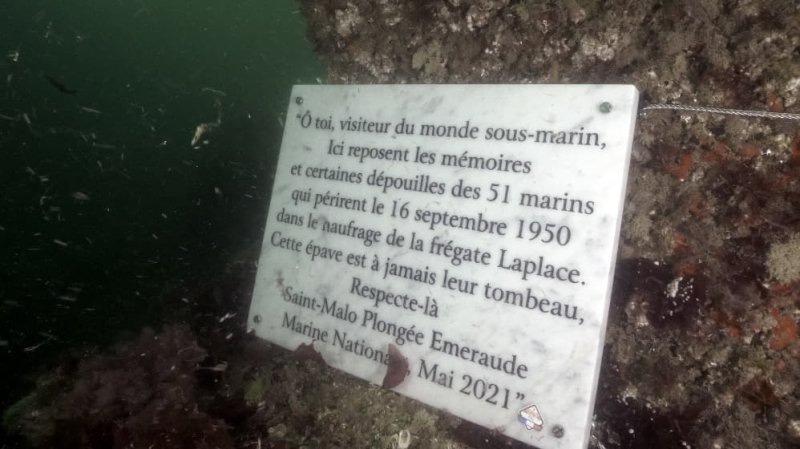 "Ô toi, visiteur du monde sous-marin,
Ici reposent les mémoires
et certaines dépouilles des 51 marins
qui périrent le 16 septembre 1950
dans le naufrage de la frégate Laplace.
Cette épave est à jamais leur tombeau,
Respecte-là
Saint-Malo Plongée Emeraude
Marine Nationale, Mai 2021"